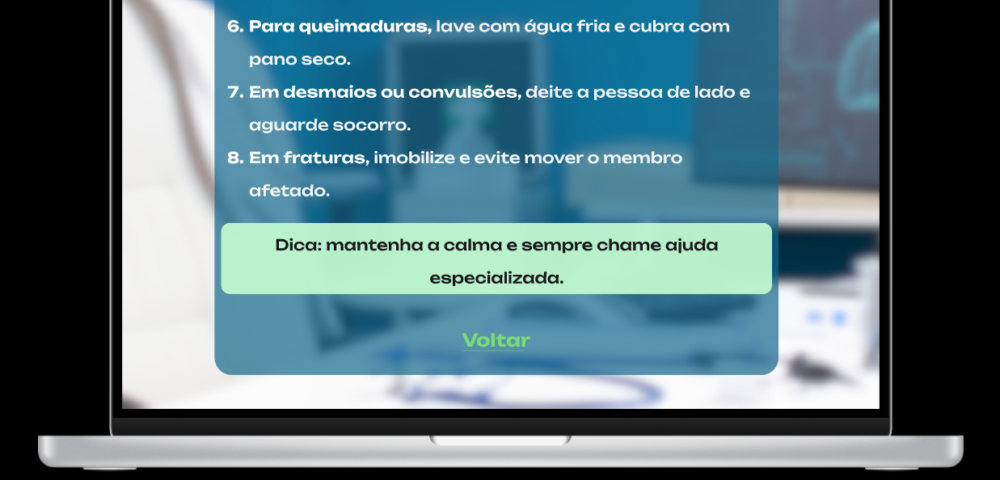 6. Para queimaduras, lave com água fria e cubra com
pano seco.
7. Em desmaios ou convulsões, deite a pessoa de lado e
aguarde socorro.
8. Em fraturas, imobilize e evite mover o membro
afetado.
Dica: mantenha a calma e sempre chame ajuda
especializada.
Voltar